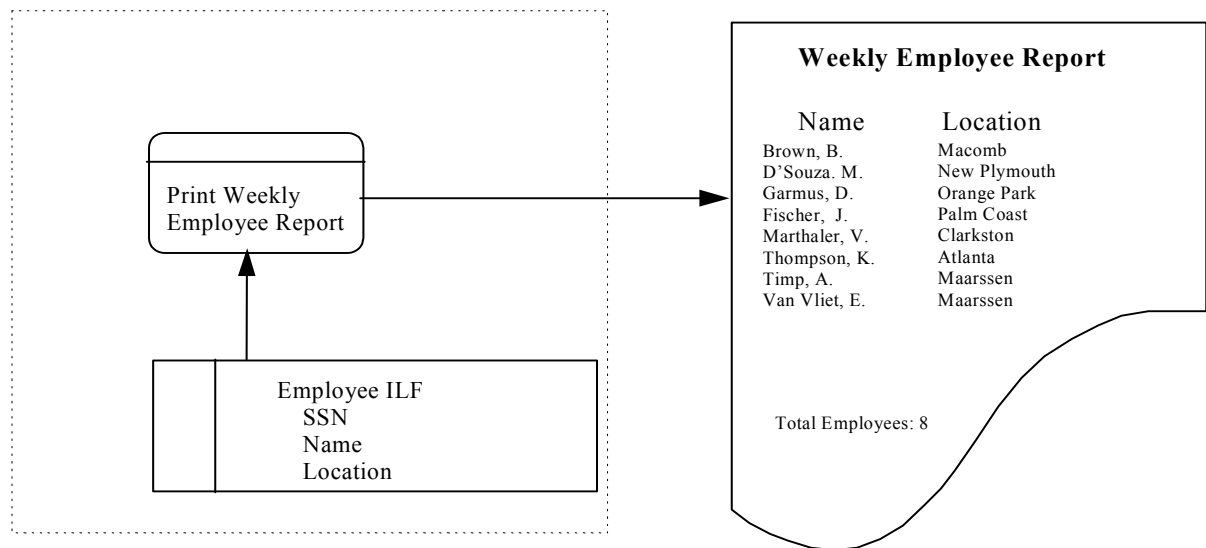 Print Weekly
Employee Report
Employee ILF
SSN
Name
Location
Weekly Employee Report
Name Location
Brown, B. Macomb
D’Souza. M. New Plymouth
Garmus, D. Orange Park
Fischer, J. Palm Coast
Marthaler, V. Clarkston
Thompson, K. Atlanta
Timp, A. Maarssen
Van Vliet, E. Maarssen
Total Employees: 8